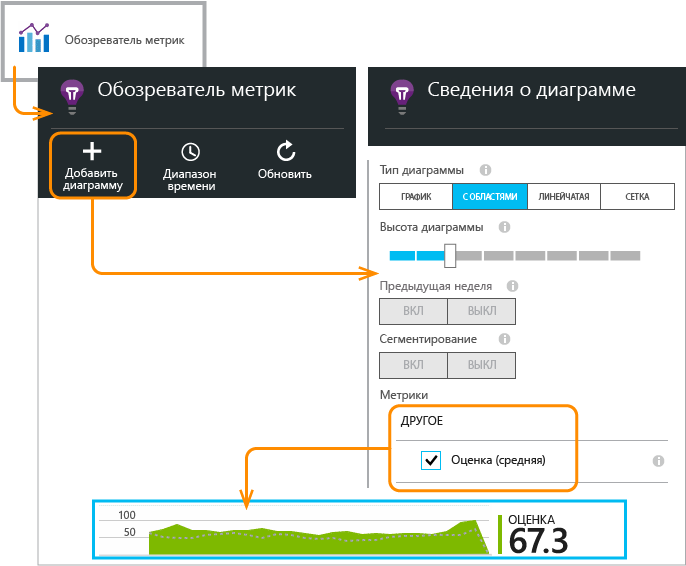 Обозреватель метрик
Обозреватель метрик
Добавить
диаграмму
Диапазон
времени
Обновить
Сведения о диаграмме
Тип диаграммы
ГРАФИК
С ОБЛАСТЯМИ
ЛИНЕЙЧАТАЯ
СЕТКА
Высота диаграммы
Предыдущая неделя
ВКЛ
ВЫКЛ
Сегментирование
ВКЛ
ВЫКЛ
Метрики
ДРУГОЕ
Оценка (средняя)
100
50
ОЦЕНКА
67.3